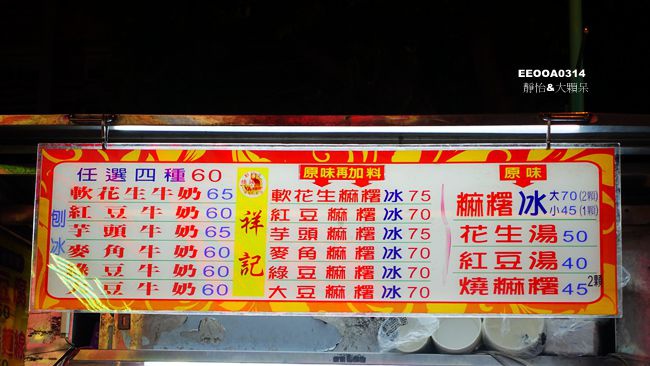 EEOOA0314
靜怡&大顆呆
任選四種60
刨冰
軟花生牛奶65
紅豆牛奶60
芋頭牛奶65
麥角牛奶60
綠豆牛奶60
大豆牛奶60
祥記
原味再加料
軟花生麻糬冰75
紅豆麻糬冰70
芋頭麻糬冰75
麥角麻糬冰70
綠豆麻糬冰70
大豆麻糬冰70
原味
麻糬冰 大70(2顆)
小45(1顆)
花生湯50
紅豆湯40
燒麻糬45 2顆